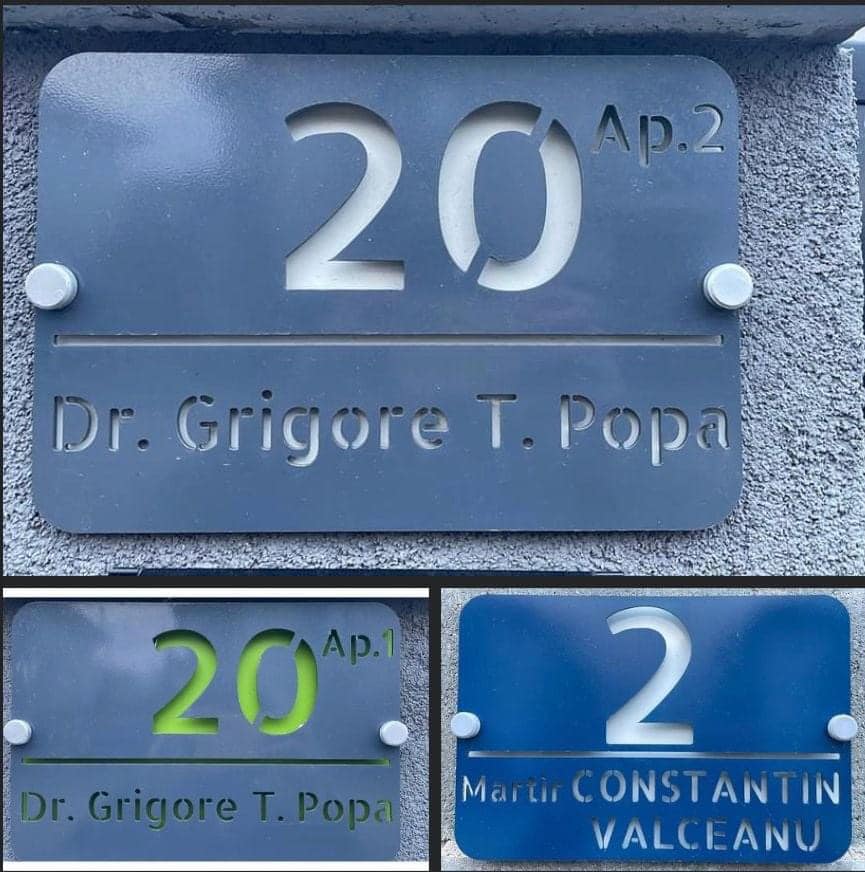 20 Ap.2
Dr. Grigore T. Popa
20 Ap.1
Dr. Grigore T. Popa
2
Martir CONSTANTIN
VALCEANU